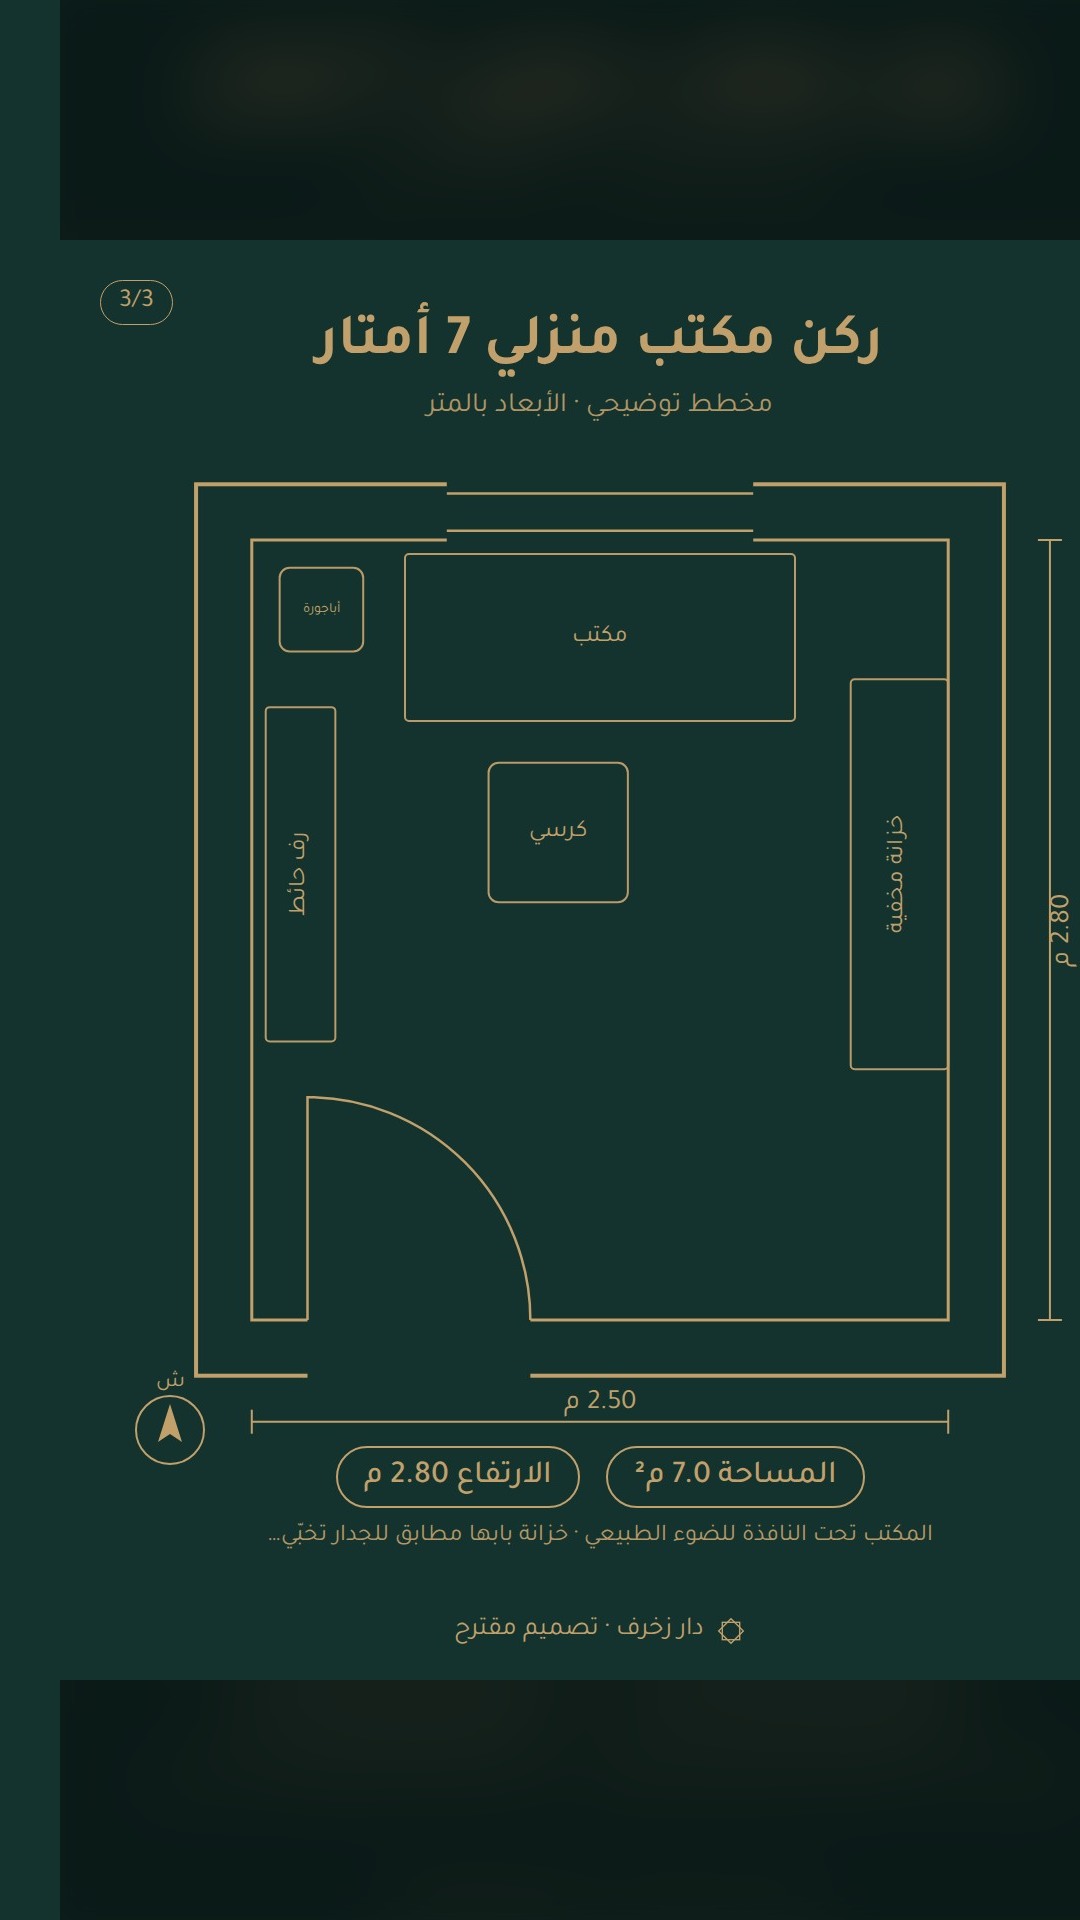 3/3
ركن مكتب منزلي 7 أمتار
مخطط توضيحي · الأبعاد بالمتر
أباجورة
مكتب
رف حائط
كرسي
خزانة مخفية
2.80 م
ش
2.50 م
المساحة 7.0 م²
الارتفاع 2.80 م
المكتب تحت النافذة للضوء الطبيعي · خزانة بابها مطابق للجدار تخبّي...
دار زخرف · تصميم مقترح